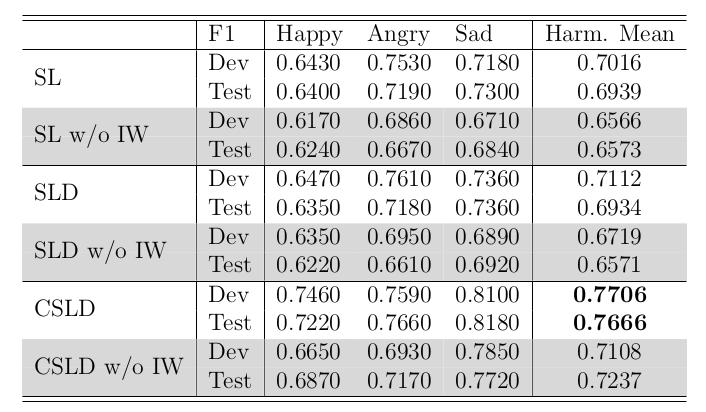 F1 Happy Angry Sad Harm. Mean
SL
Dev 0.6430 0.7530 0.7180 0.7016
Test 0.6400 0.7190 0.7300 0.6939
SL w/o IW
Dev 0.6170 0.6860 0.6710 0.6566
Test 0.6240 0.6670 0.6840 0.6573
SLD
Dev 0.6470 0.7610 0.7360 0.7112
Test 0.6350 0.7180 0.7360 0.6934
SLD w/o IW
Dev 0.6350 0.6950 0.6890 0.6719
Test 0.6220 0.6610 0.6920 0.6571
CSLD
Dev 0.7460 0.7590 0.8100 0.7706
Test 0.7220 0.7660 0.8180 0.7666
CSLD w/o IW
Dev 0.6650 0.6930 0.7850 0.7108
Test 0.6870 0.7170 0.7720 0.7237